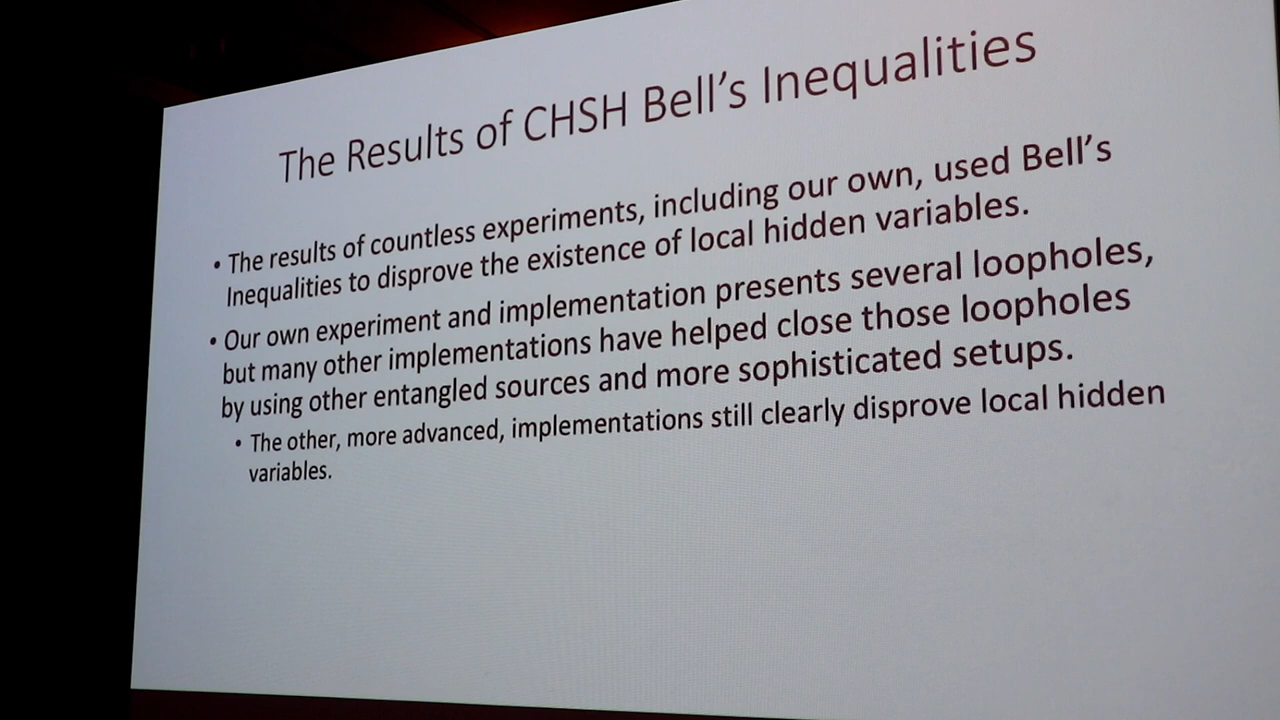 The Results of CHSH Bell's Inequalities
• The results of countless experiments, including our own, used Bell's
Inequalities to disprove the existence of local hidden variables.
• Our own experiment and implementation presents several loopholes,
but many other implementations have helped close those loopholes
by using other entangled sources and more sophisticated setups.
• The other, more advanced, implementations still clearly disprove local hidden
variables.